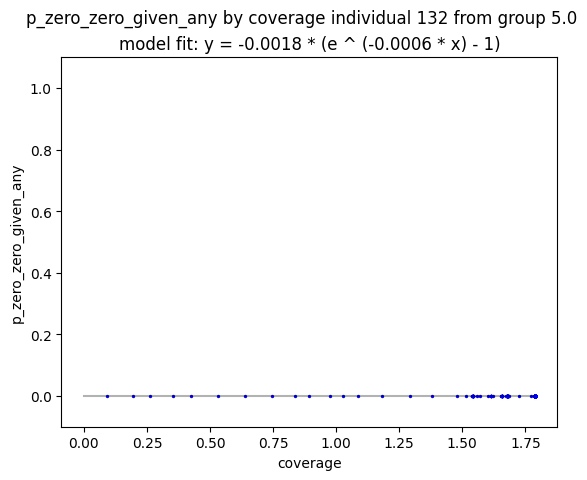 p_zero_zero_given_any by coverage individual 132 from group 5.0
model fit: y = -0.0018 * (e ^ (-0.0006 * x) - 1)
1.0
0.8
0.6
0.4
0.2
0.0
p_zero_zero_given_any
0.00 0.25 0.50 0.75 1.00 1.25 1.50 1.75
coverage